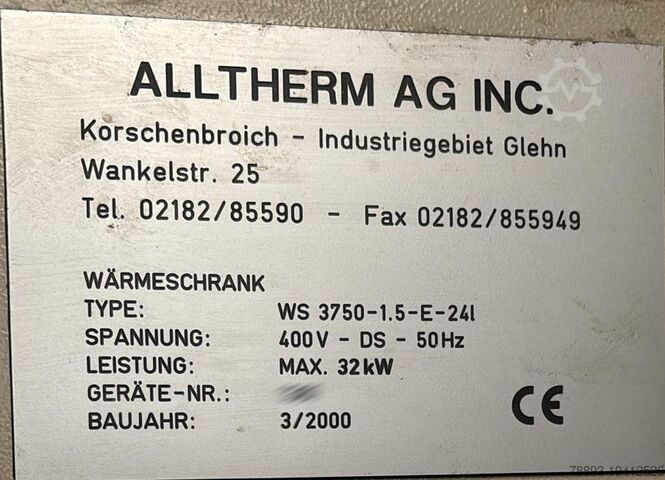 ALLTHERM AG INC.
Korschenbroich - Industriegebiet Glehn
Wankelstr. 25
Tel. 02182/85590 - Fax 02182/855949
WÄRMESCHRANK
TYPE: WS 3750-1.5-E-24l
SPANNUNG: 400V - DS - 50Hz
LEISTUNG: MAX. 32kW
GERÄTE-NR.:
BAUJAHR: 3/2000
CE